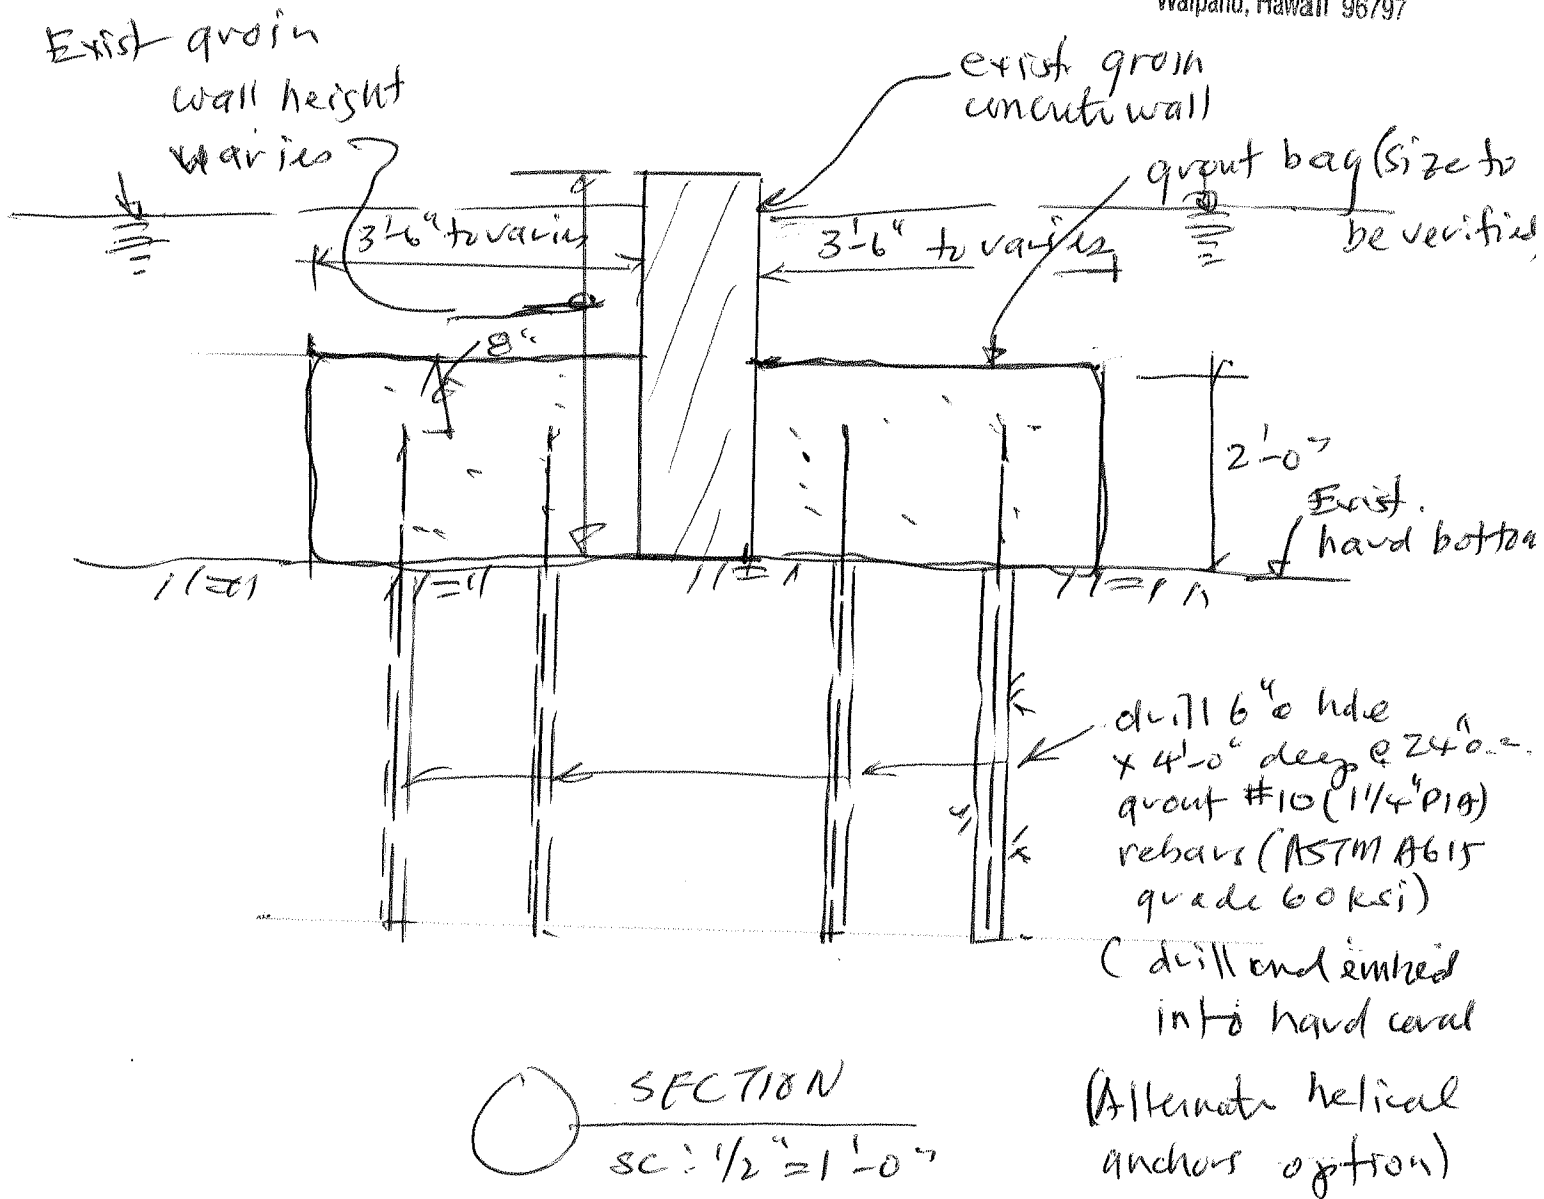 Waipahu, Hawaii 96797
Exist groin
wall height
varies
exist groin
concrete wall
grout bag (size to
be verified
3'-6" to varies
3'-6" to varies
8"
2'-0"
Exist.
hard bottom
drill 6"ø hole
x 4'-0" deep @ 24" o.c.
grout #10 (1 1/4" DIA)
rebars (ASTM A615
grade 60 ksi)
( drill and embed
into hard coral
(Alternate helical
anchors option)
SECTION
SC: 1/2" = 1'-0"